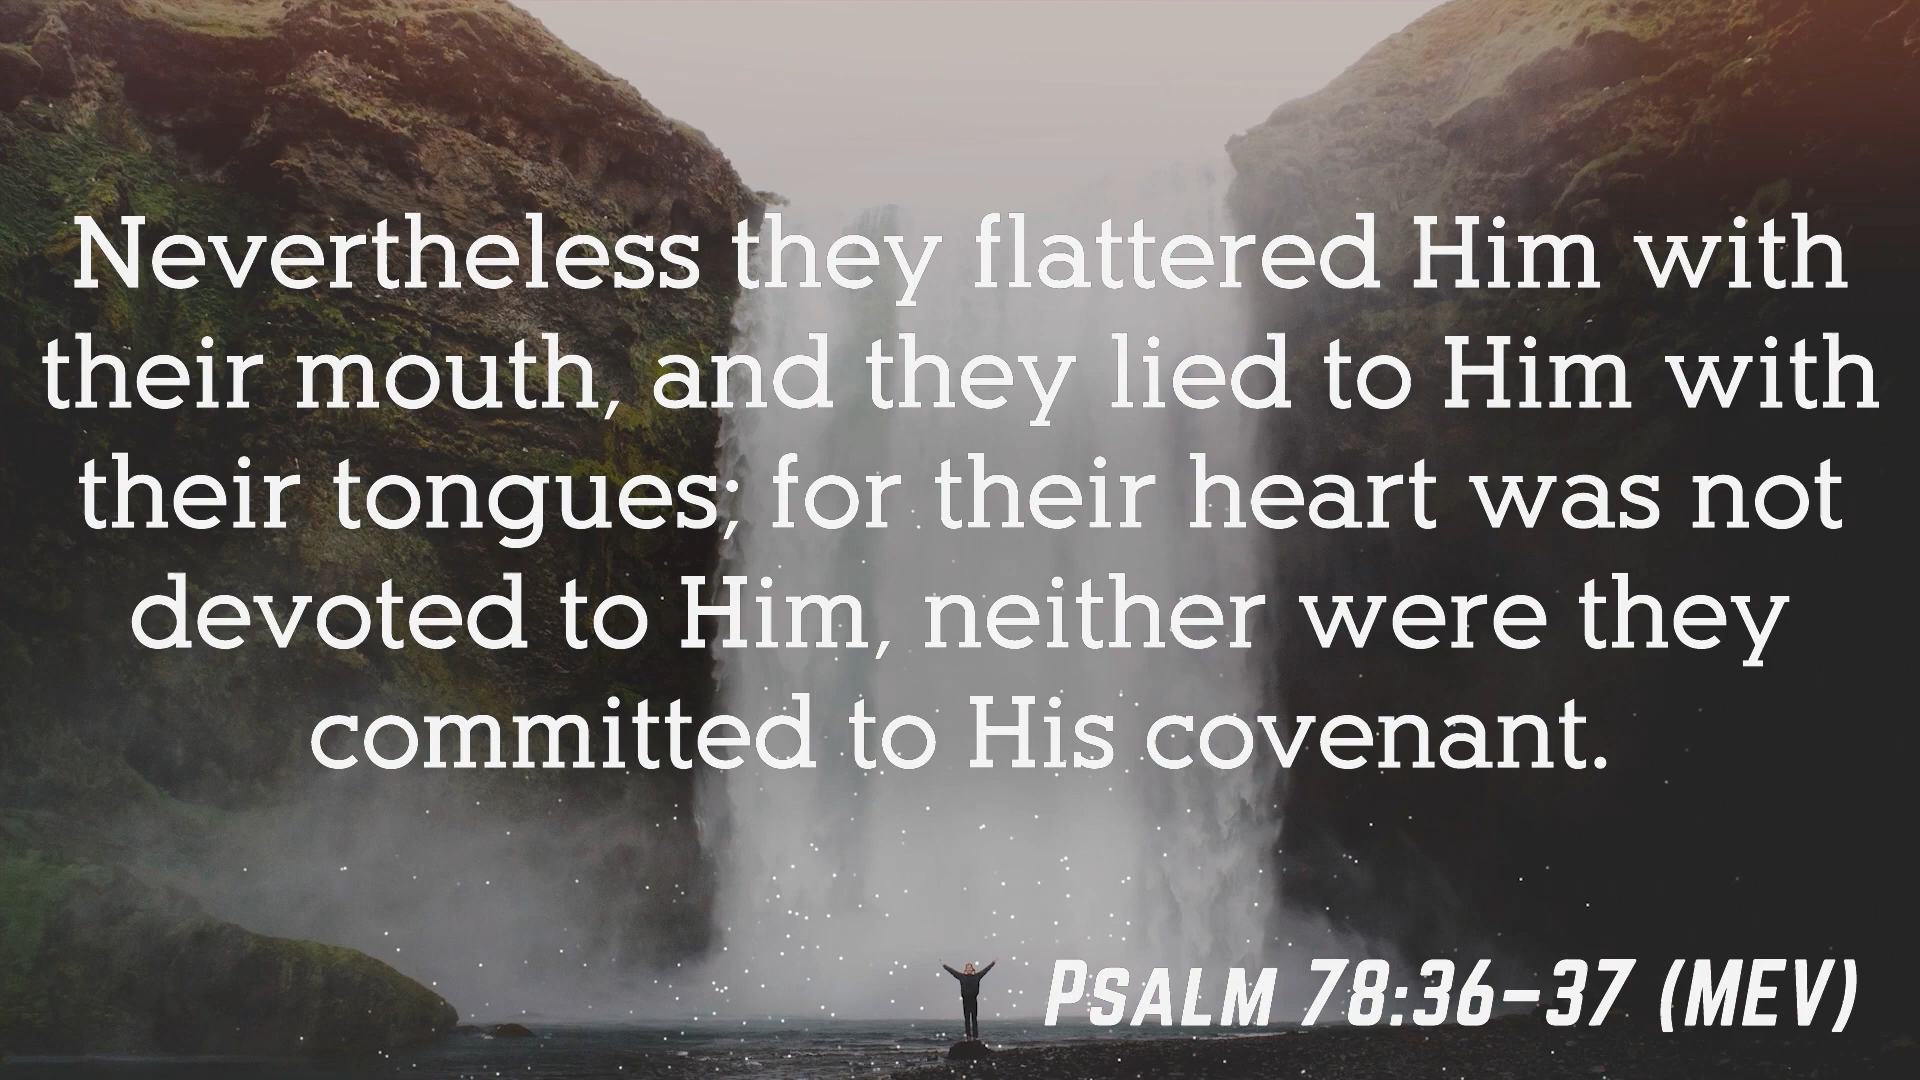 Nevertheless they flattered Him with
their mouth, and they lied to Him with
their tongues; for their heart was not
devoted to Him, neither were they
committed to His covenant.
Psalm 78:36-37 (MEV)